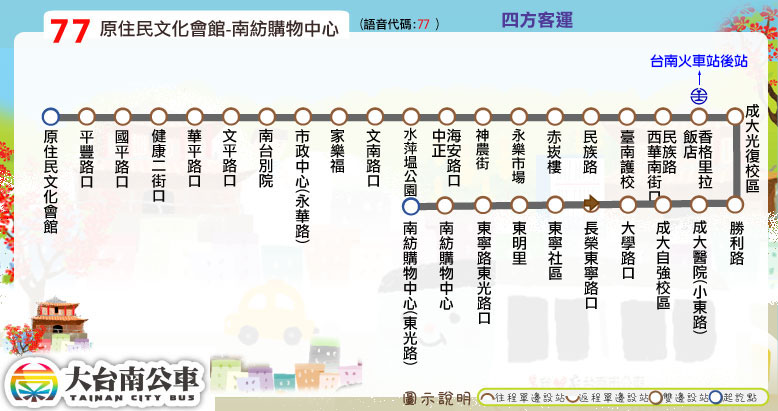 77 原住民文化會館-南紡購物中心
(語音代碼:77 )
四方客運
台南火車站後站
原住民文化會館
平豐路口
國平路口
健康二街口
華平路口
文平路口
南台別院
市政中心(永華路)
家樂福
文南路口
水萍塭公園
海安路口
中正
神農街
永樂市場
赤崁樓
民族路
臺南護校
民族路
西華南街口
香格里拉
飯店
成大光復校區
勝利路
成大醫院(小東路)
成大自強校區
大學路口
長榮東寧路口
東寧社區
東明里
東寧路東光路口
南紡購物中心
南紡購物中心(東光路)
大台南公車
TAINAN CITY BUS
圖示說明
往程單邊設站
返程單邊設站
雙邊設站
起訖點